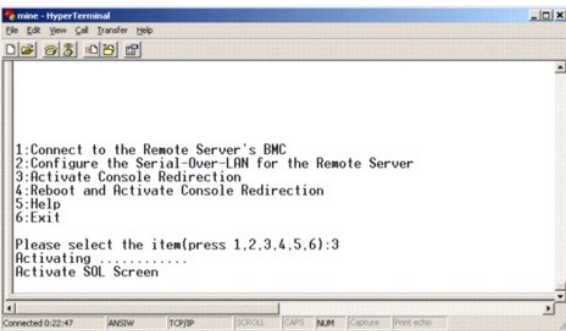 mine - HyperTerminal
File Edit View Call Transfer Help
1:Connect to the Remote Server's BMC
2:Configure the Serial-Over-LAN for the Remote Server
3:Activate Console Redirection
4:Reboot and Activate Console Redirection
5:Help
6:Exit
Please select the item(press 1,2,3,4,5,6):3
Activating ............
Activate SOL Screen
Connected 0:22:47 ANSIW TCP/IP SCROLL CAPS NUM Capture Print echo